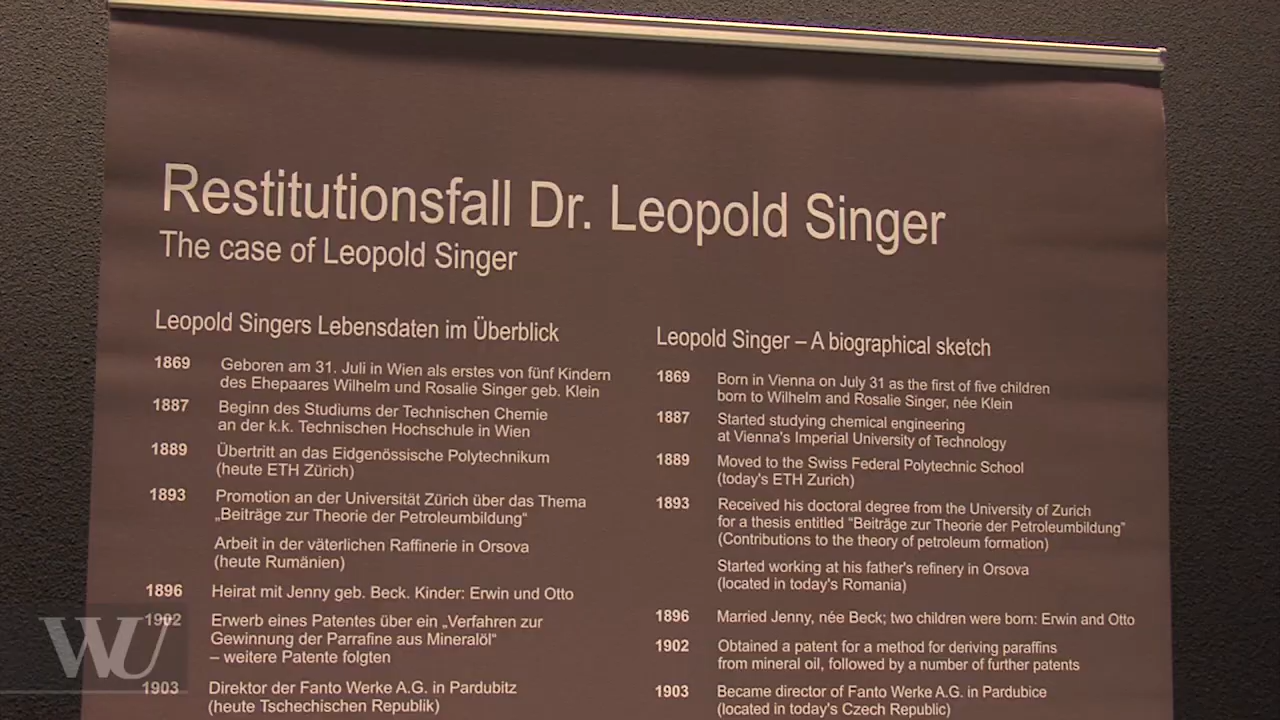 Restitutionsfall Dr. Leopold Singer
The case of Leopold Singer
Leopold Singers Lebensdaten im Überblick
1869 Geboren am 31. Juli in Wien als erstes von fünf Kindern
des Ehepaares Wilhelm und Rosalie Singer geb. Klein
1887 Beginn des Studiums der Technischen Chemie
an der k.k. Technischen Hochschule in Wien
1889 Übertritt an das Eidgenössische Polytechnikum
(heute ETH Zürich)
1893 Promotion an der Universität Zürich über das Thema
„Beiträge zur Theorie der Petroleumbildung“
Arbeit in der väterlichen Raffinerie in Orsova
(heute Rumänien)
1896 Heirat mit Jenny geb. Beck. Kinder: Erwin und Otto
1902 Erwerb eines Patentes über ein „Verfahren zur
Gewinnung der Parrafine aus Mineralöl“
– weitere Patente folgten
1903 Direktor der Fanto Werke A.G. in Pardubitz
(heute Tschechischen Republik)
Leopold Singer – A biographical sketch
1869 Born in Vienna on July 31 as the first of five children
born to Wilhelm and Rosalie Singer, née Klein
1887 Started studying chemical engineering
at Vienna's Imperial University of Technology
1889 Moved to the Swiss Federal Polytechnic School
(today's ETH Zurich)
1893 Received his doctoral degree from the University of Zurich
for a thesis entitled “Beiträge zur Theorie der Petroleumbildung”
(Contributions to the theory of petroleum formation)
Started working at his father's refinery in Orsova
(located in today's Romania)
1896 Married Jenny, née Beck; two children were born: Erwin and Otto
1902 Obtained a patent for a method for deriving paraffins
from mineral oil, followed by a number of further patents
1903 Became director of Fanto Werke A.G. in Pardubice
(located in today's Czech Republic)
WU